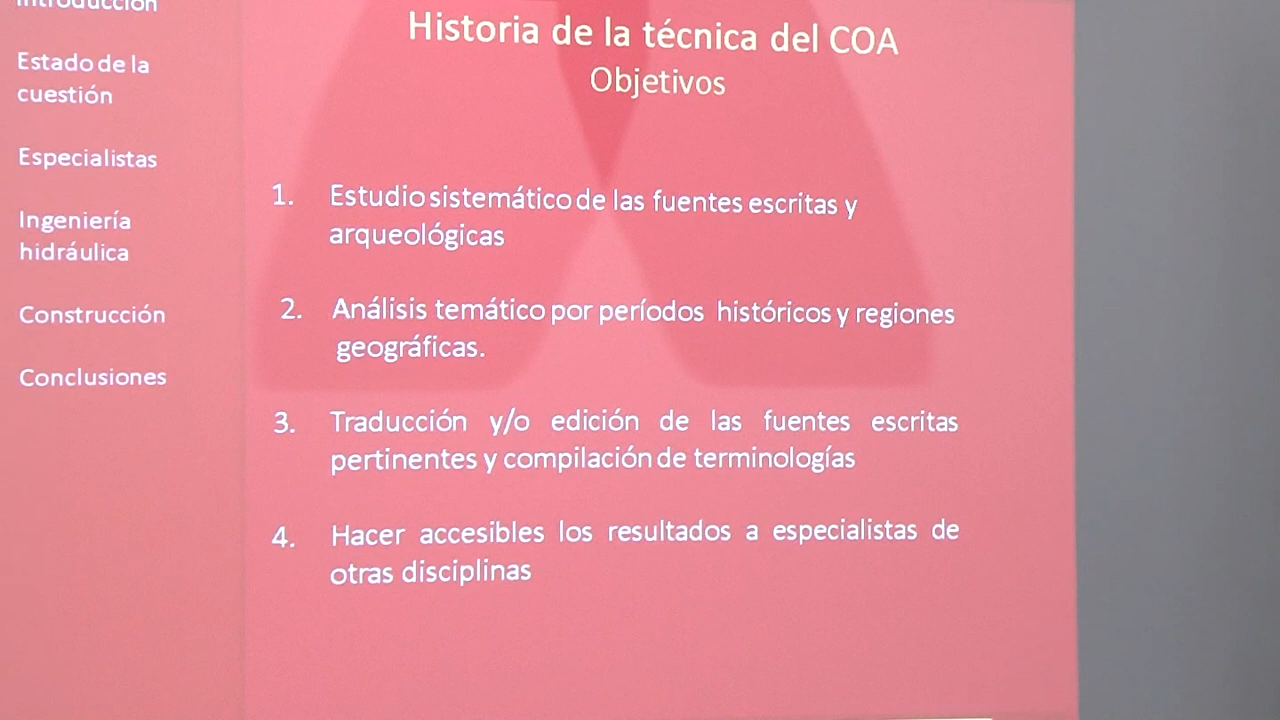 Introducción
Estado de la
cuestión
Especialistas
Ingeniería
hidráulica
Construcción
Conclusiones
Historia de la técnica del COA
Objetivos
1. Estudio sistemático de las fuentes escritas y
arqueológicas
2. Análisis temático por períodos históricos y regiones
geográficas.
3. Traducción y/o edición de las fuentes escritas
pertinentes y compilación de terminologías
4. Hacer accesibles los resultados a especialistas de
otras disciplinas